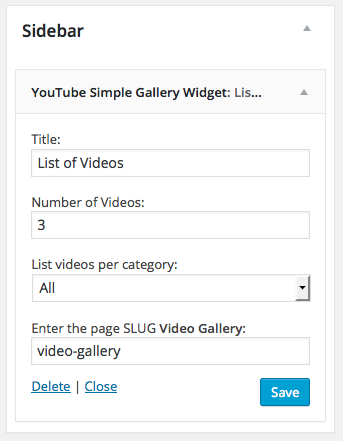 Sidebar
YouTube Simple Gallery Widget: Lis...
Title:
List of Videos
Number of Videos:
3
List videos per category:
All
Enter the page SLUG Video Gallery:
video-gallery
Delete | Close
Save